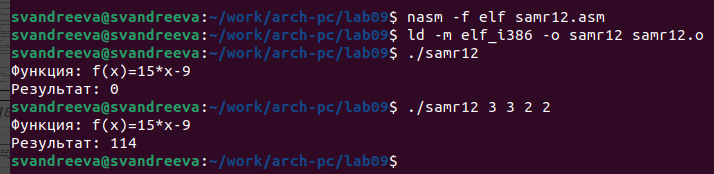 svandreeva@svandreeva:~/work/arch-pc/lab09$ nasm -f elf samr12.asm
svandreeva@svandreeva:~/work/arch-pc/lab09$ ld -m elf_i386 -o samr12 samr12.o
svandreeva@svandreeva:~/work/arch-pc/lab09$ ./samr12
Функция: f(x)=15*x-9
Результат: 0
svandreeva@svandreeva:~/work/arch-pc/lab09$ ./samr12 3 3 2 2
Функция: f(x)=15*x-9
Результат: 114
svandreeva@svandreeva:~/work/arch-pc/lab09$